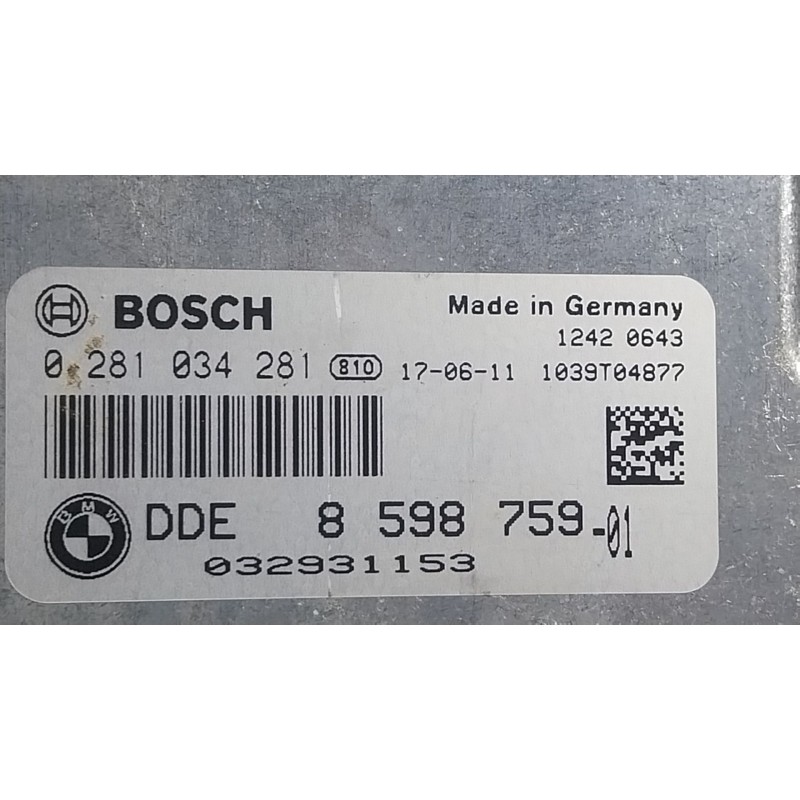 BOSCH Made in Germany
1242 0643
0 281 034 281 810 17-06-11 1039T04877
BMW DDE 8 598 759-01
032931153